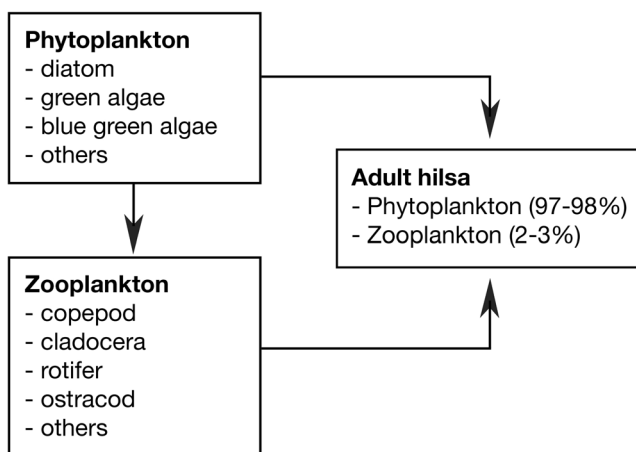 Phytoplankton
- diatom
- green algae
- blue green algae
- others
Adult hilsa
- Phytoplankton (97-98%)
- Zooplankton (2-3%)
Zooplankton
- copepod
- cladocera
- rotifer
- ostracod
- others